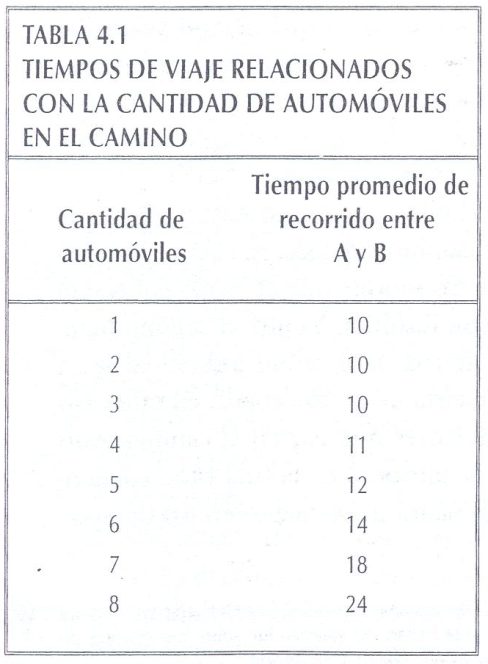 TABLA 4.1
TIEMPOS DE VIAJE RELACIONADOS
CON LA CANTIDAD DE AUTOMÓVILES
EN EL CAMINO
Cantidad de automóviles Tiempo promedio de recorrido entre A y B
1 10
2 10
3 10
4 11
5 12
6 14
7 18
8 24